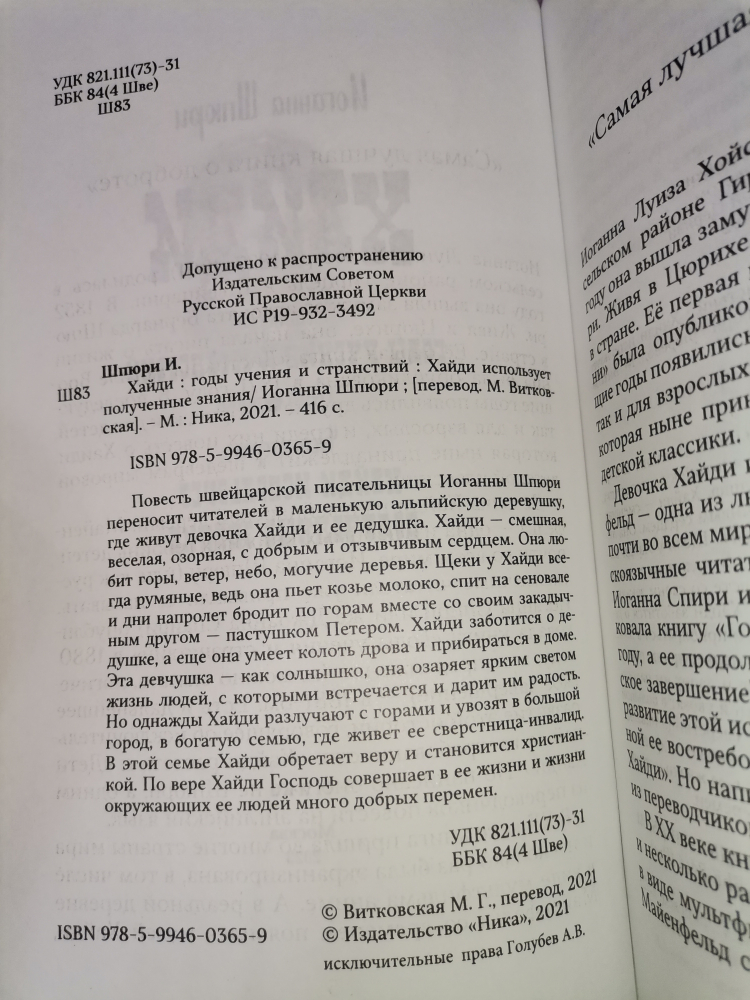 УДК 821.111(73)-31
ББК 84(4 Шве)
Ш83
Допущено к распространению
Издательским Советом
Русской Православной Церкви
ИС Р19-932-3492
Шпюри И.
Ш83 Хайди : годы учения и странствий : Хайди использует
полученные знания/ Иоганна Шпюри ; [перевод. М. Витков-
ская]. – М. : Ника, 2021. – 416 с.
ISBN 978-5-9946-0365-9
Повесть швейцарской писательницы Иоганны Шпюри
переносит читателей в маленькую альпийскую деревушку,
где живут девочка Хайди и ее дедушка. Хайди — смешная,
веселая, озорная, с добрым и отзывчивым сердцем. Она лю-
бит горы, ветер, небо, могучие деревья. Щеки у Хайди все-
гда румяные, ведь она пьет козье молоко, спит на сеновале
и дни напролет бродит по горам вместе со своим закадыч-
ным другом — пастушком Петером. Хайди заботится о де-
душке, а еще она умеет колоть дрова и прибираться в доме.
Эта девчушка — как солнышко, она озаряет ярким светом
жизнь людей, с которыми встречается и дарит им радость.
Но однажды Хайди разлучают с горами и увозят в большой
город, в богатую семью, где живет ее сверстница-инвалид.
В этой семье Хайди обретает веру и становится христиан-
кой. По вере Хайди Господь совершает в ее жизни и жизни
окружающих ее людей много добрых перемен.
УДК 821.111(73)-31
ББК 84(4 Шве)
© Витковская М. Г., перевод, 2021
ISBN 978-5-9946-0365-9 © Издательство «Ника», 2021
исключительные права Голубев А.В.
«Самая лучшая
Иоганна Луиза
сельском районе
году она вышла заму
ри. Живя в Цюрихе
в стране. Её первая
ни» была опублико
щие годы появились
так и для взрослых
которая ныне при
детской классики.
Девочка Хайди и
фельд — одна из
почти во всем мир
скоязычные читат
Иоганна Спири и
ковала книгу «Го
году, а ее продол
ское завершение
развитие этой ис
ной ее востребо
Хайди». Но напи
из переводчико
В XX веке кн
и несколько ра
в виде мультф
Майенфельд с